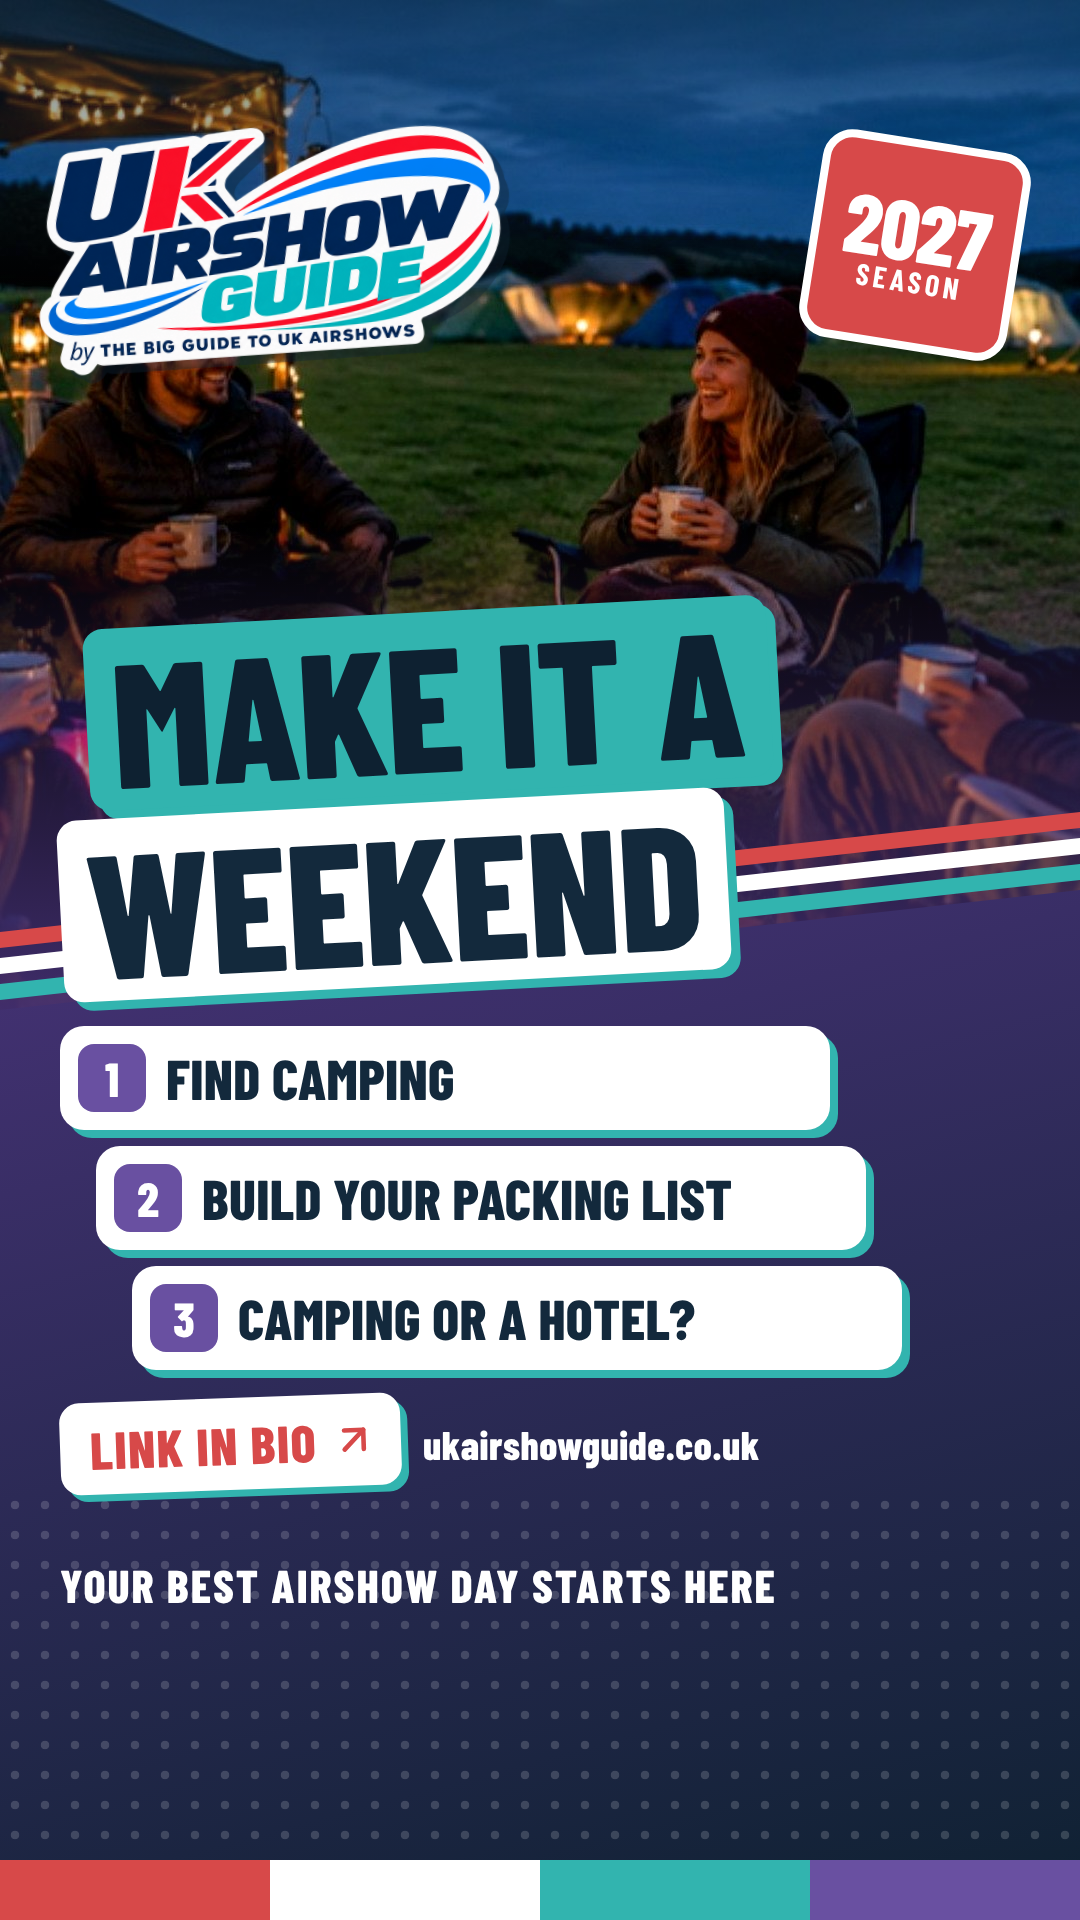 UK
AIRSHOW
GUIDE
by THE BIG GUIDE TO UK AIRSHOWS
2027
SEASON
MAKE IT A
WEEKEND
1 FIND CAMPING
2 BUILD YOUR PACKING LIST
3 CAMPING OR A HOTEL?
LINK IN BIO
ukairshowguide.co.uk
YOUR BEST AIRSHOW DAY STARTS HERE